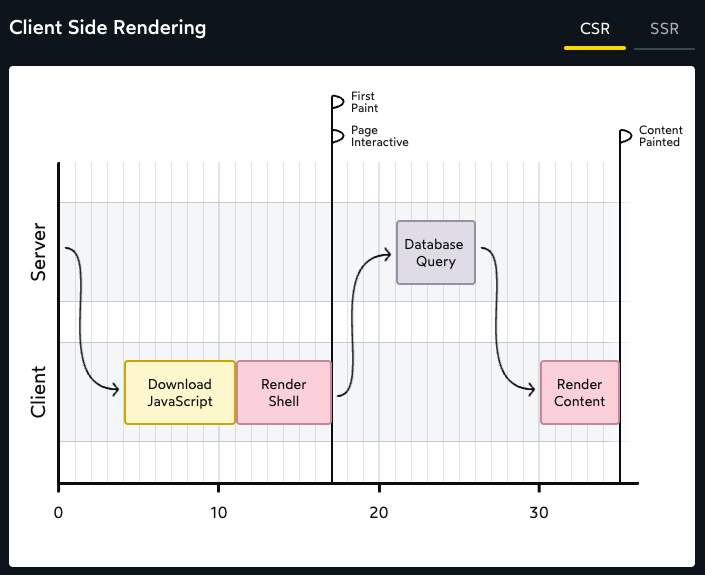 Client Side Rendering
CSR
SSR
First
Paint
Page
Interactive
Content
Painted
Server
Database
Query
Client
Download
JavaScript
Render
Shell
Render
Content
0
10
20
30